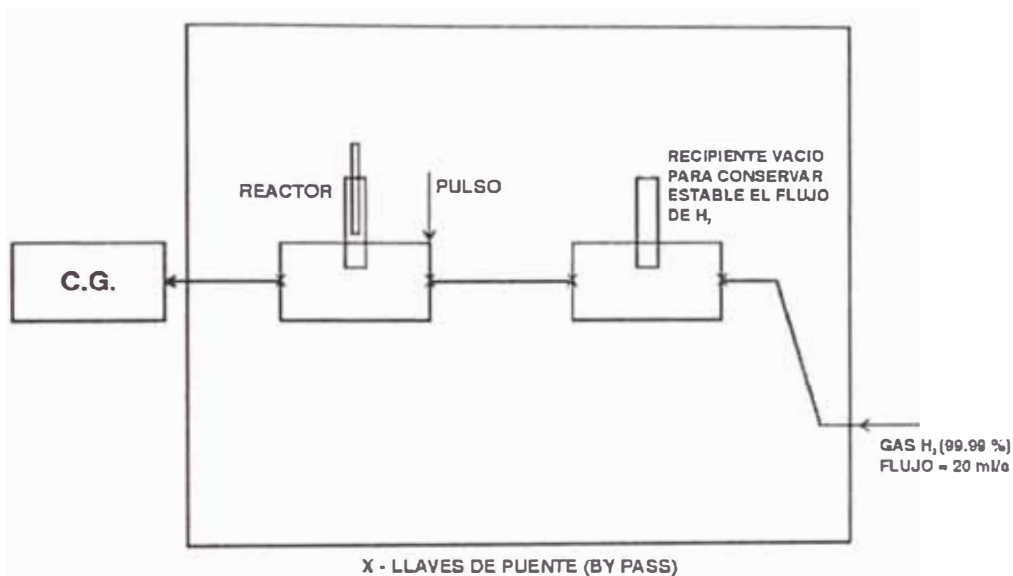 REACTOR
PULSO
RECIPIENTE VACIO
PARA CONSERVAR
ESTABLE EL FLUJO
DE H,
C.G.
GAS H, (99.99 %)
FLUJO = 20 ml/s
X - LLAVES DE PUENTE (BY PASS)